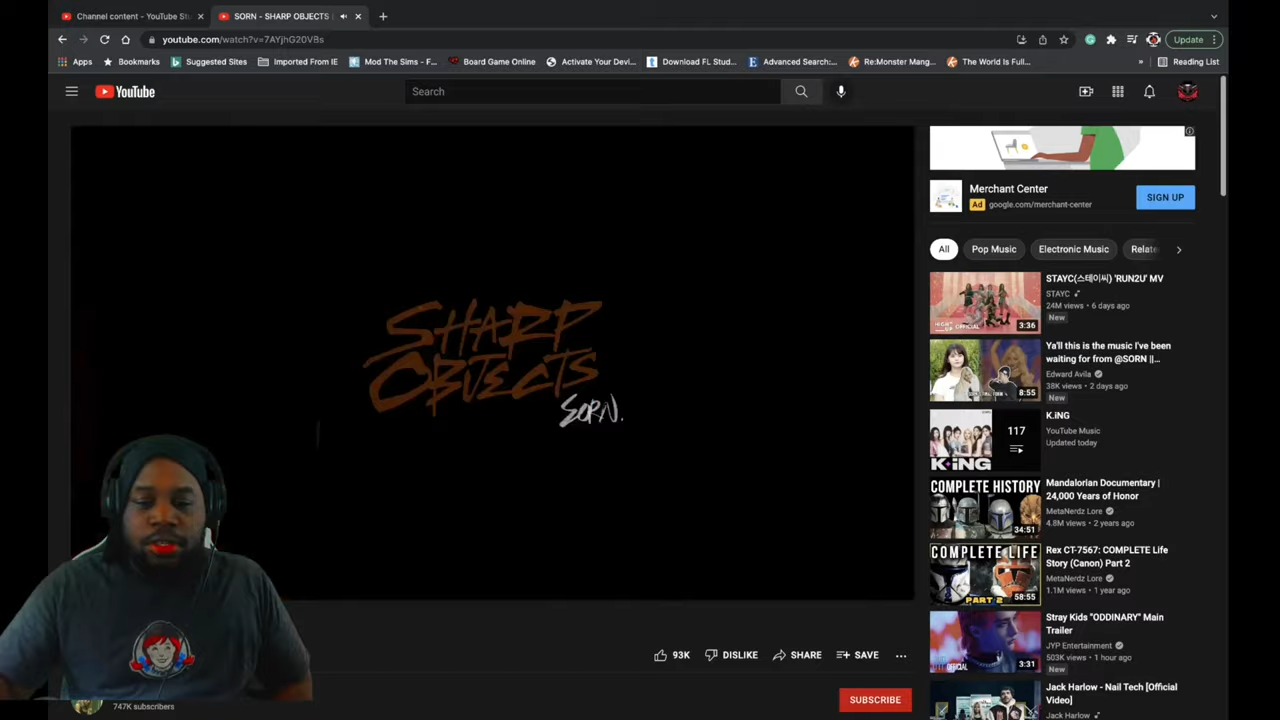 Channel content - YouTube Stu
SORN - SHARP OBJECTS |
youtube.com/watch?v=7AYjhG20VBs
Update
Apps
Bookmarks
Suggested Sites
Imported From IE
Mod The Sims - F...
Board Game Online
Activate Your Devi...
Download FL Stud...
Advanced Search:...
Re:Monster Mang...
The World Is Full...
»
Reading List
YouTube
Search
SHARP
OBJECTS
SORN.
Merchant Center
Ad google.com/merchant-center
SIGN UP
All
Pop Music
Electronic Music
Relate
STAYC(스테이씨) 'RUN2U' MV
STAYC
24M views • 6 days ago
New
3:36
Ya'll this is the music I've been
waiting for from @SORN ||...
Edward Avila
38K views • 2 days ago
New
8:55
K.iNG
YouTube Music
Updated today
117
K·iNG
Mandalorian Documentary |
24,000 Years of Honor
MetaNerdz Lore
4.8M views • 2 years ago
COMPLETE HISTORY
34:51
Rex CT-7567: COMPLETE Life
Story (Canon) Part 2
MetaNerdz Lore
1.1M views • 1 year ago
COMPLETE LIFE
PART 2
58:55
Stray Kids "ODDINARY" Main
Trailer
JYP Entertainment
503K views • 1 hour ago
New
3:31
Jack Harlow - Nail Tech [Official
Video]
Jack Harlow
93K
DISLIKE
SHARE
SAVE
747K subscribers
SUBSCRIBE